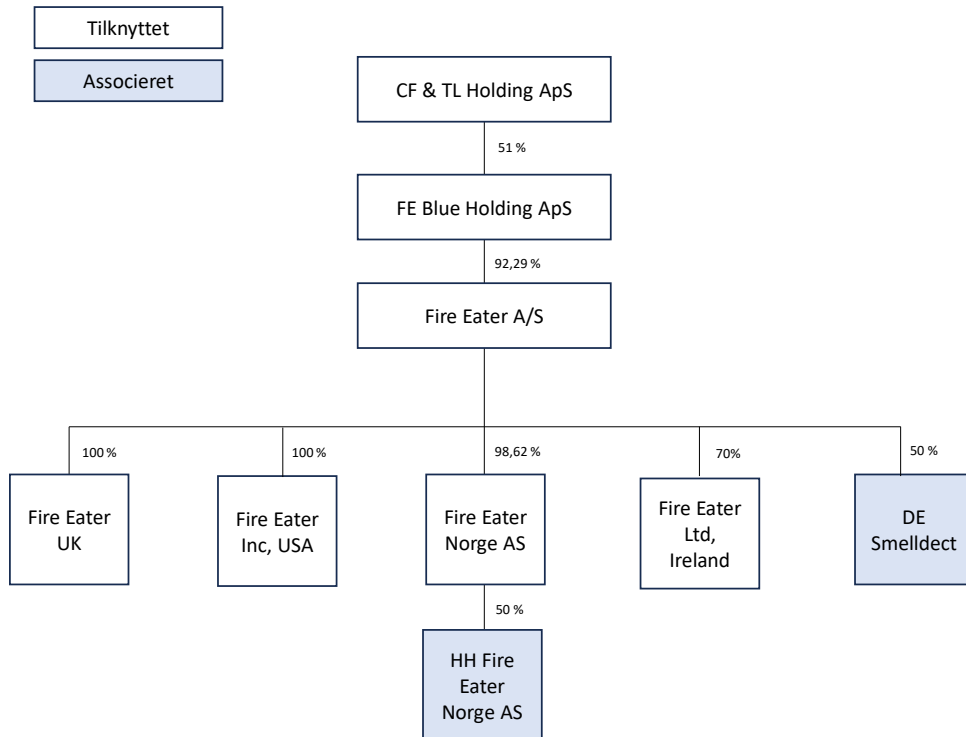 Tilknyttet
Associeret
CF & TL Holding ApS
51 %
FE Blue Holding ApS
92,29 %
Fire Eater A/S
100 %
100 %
98,62 %
70%
50 %
Fire Eater
UK
Fire Eater
Inc, USA
Fire Eater
Norge AS
Fire Eater
Ltd,
Ireland
DE
Smelldect
50 %
HH Fire
Eater
Norge AS